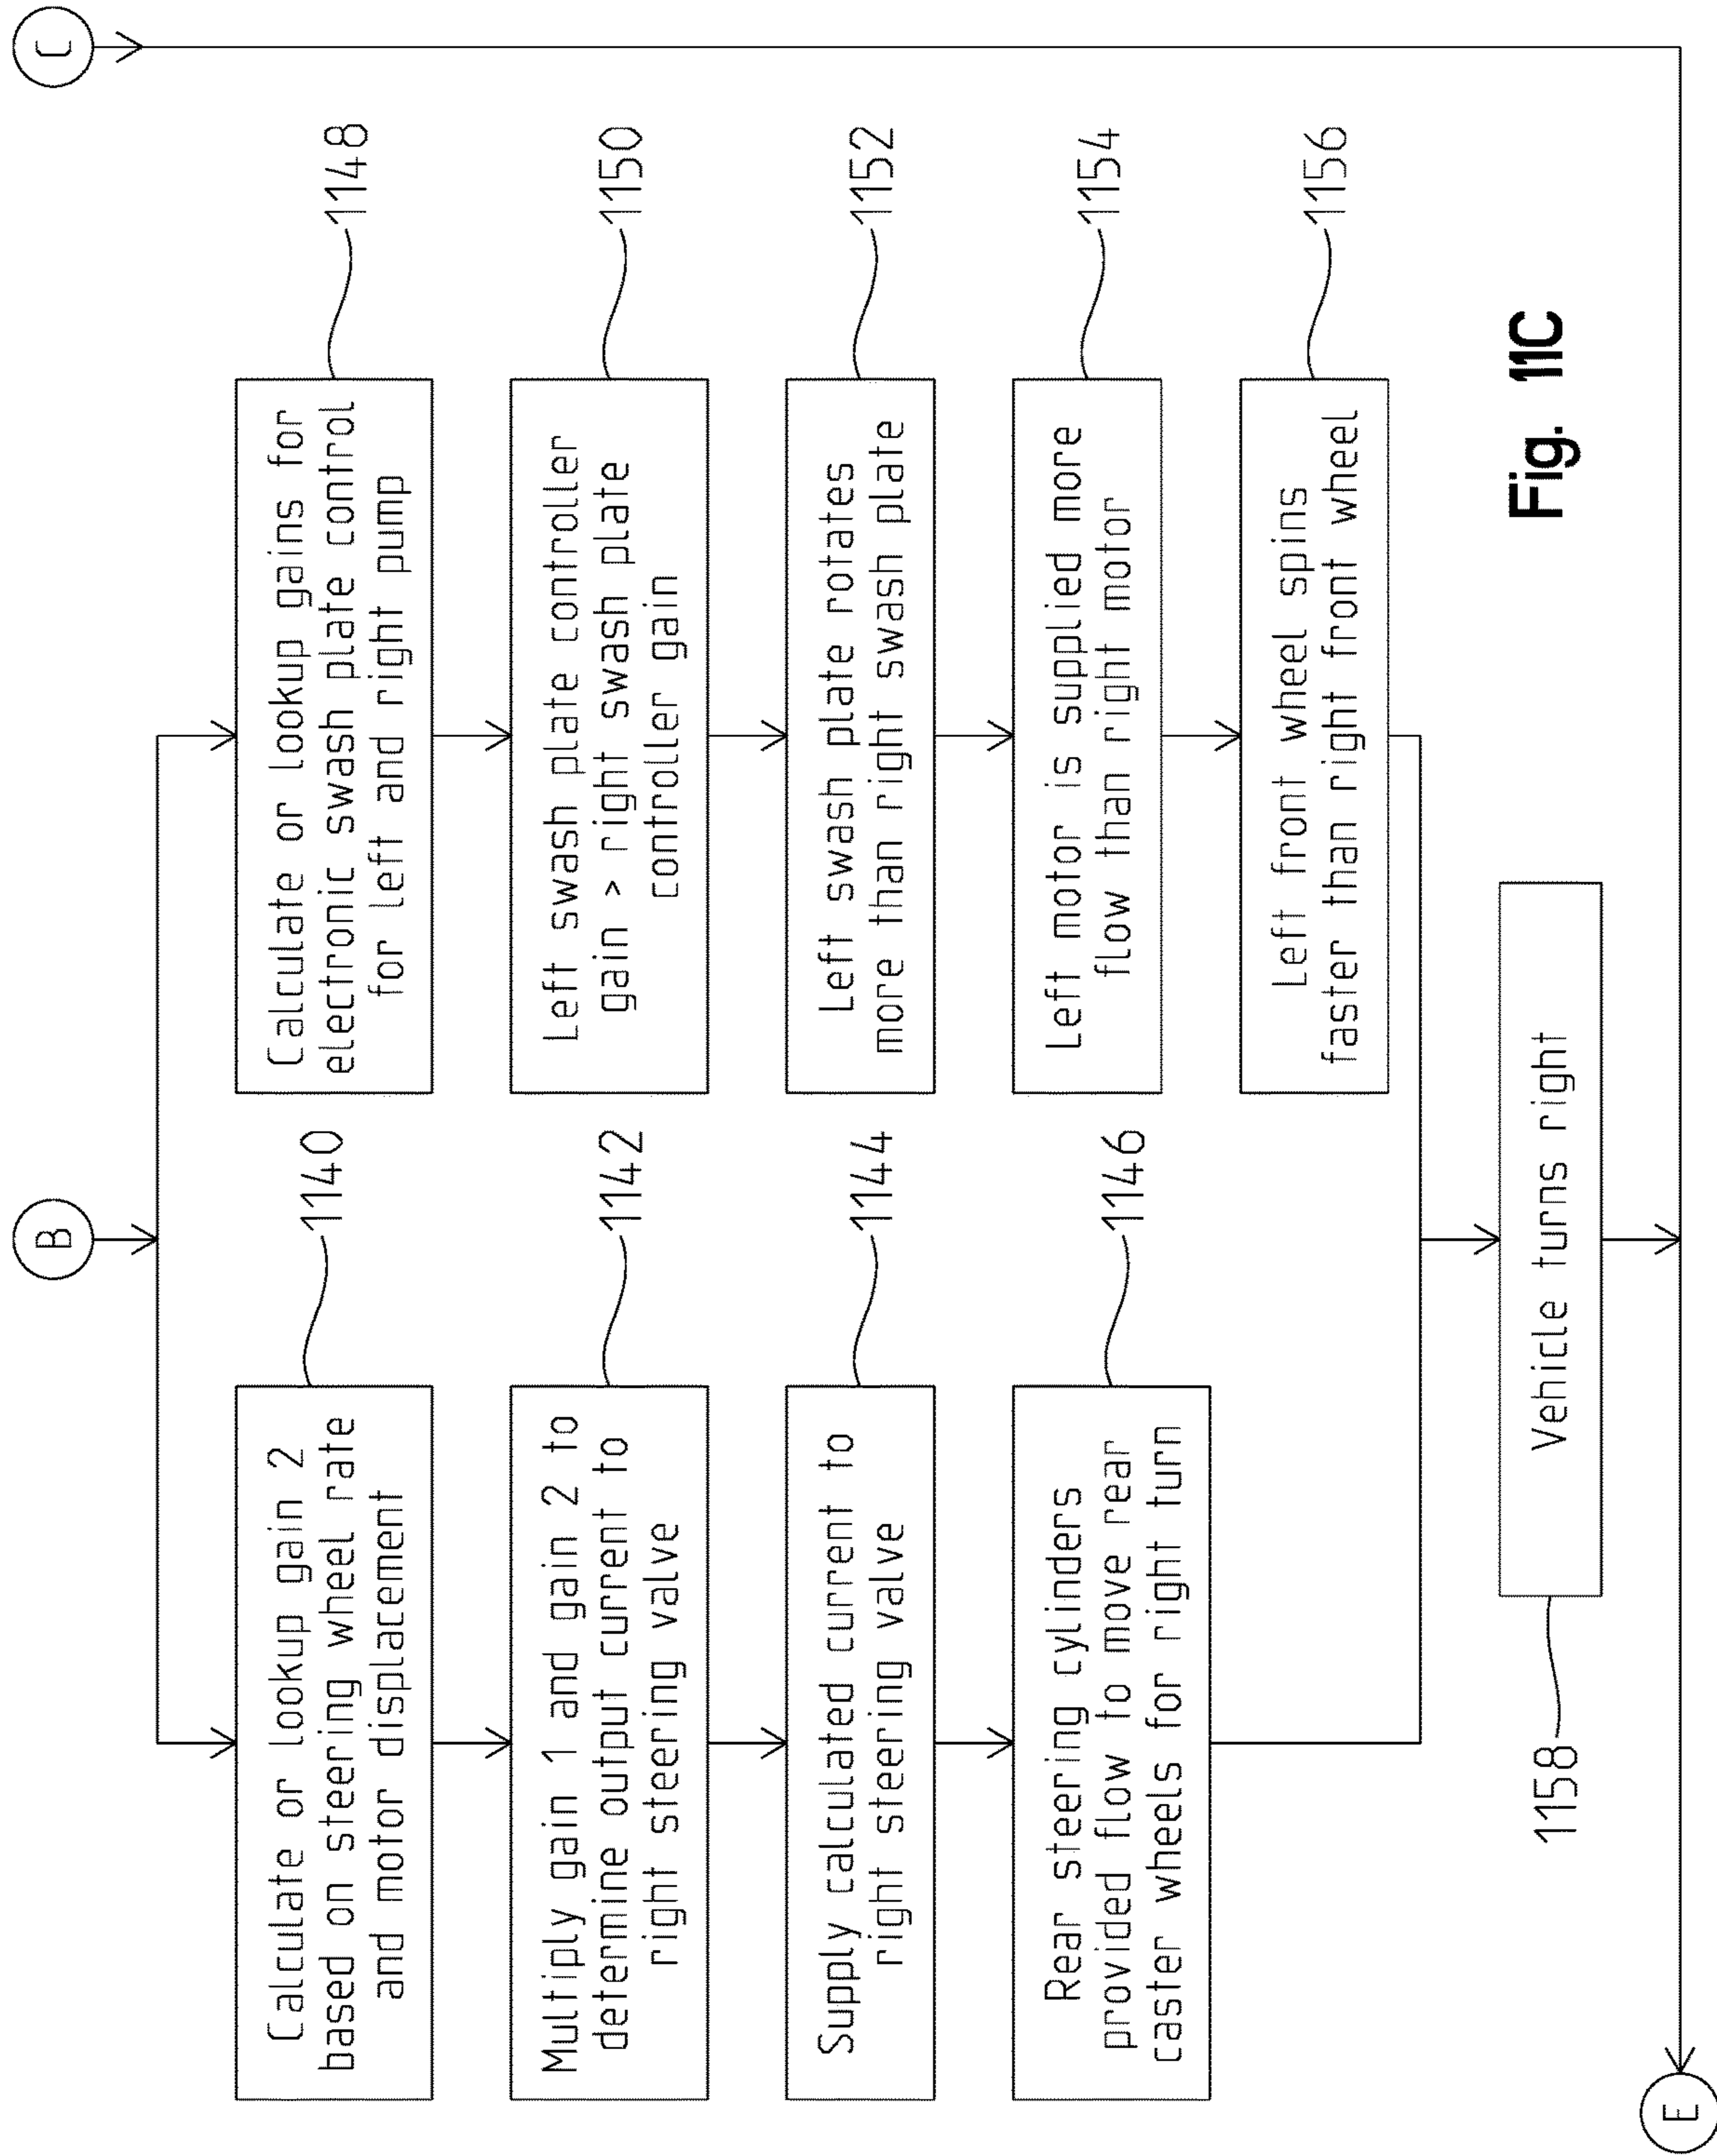 B
C
Calculate or lookup gain 2
based on steering wheel rate
and motor displacement
1140
Multiply gain 1 and gain 2 to
determine output current to
right steering valve
1142
Supply calculated current to
right steering valve
1144
Rear steering cylinders
provided flow to move rear
caster wheels for right turn
1146
Calculate or lookup gains for
electronic swash plate control
for left and right pump
1148
Left swash plate controller
gain > right swash plate
controller gain
1150
Left swash plate rotates
more than right swash plate
1152
Left motor is supplied more
flow than right motor
1154
Left front wheel spins
faster than right front wheel
1156
Vehicle turns right
1158
E
Fig. 11C